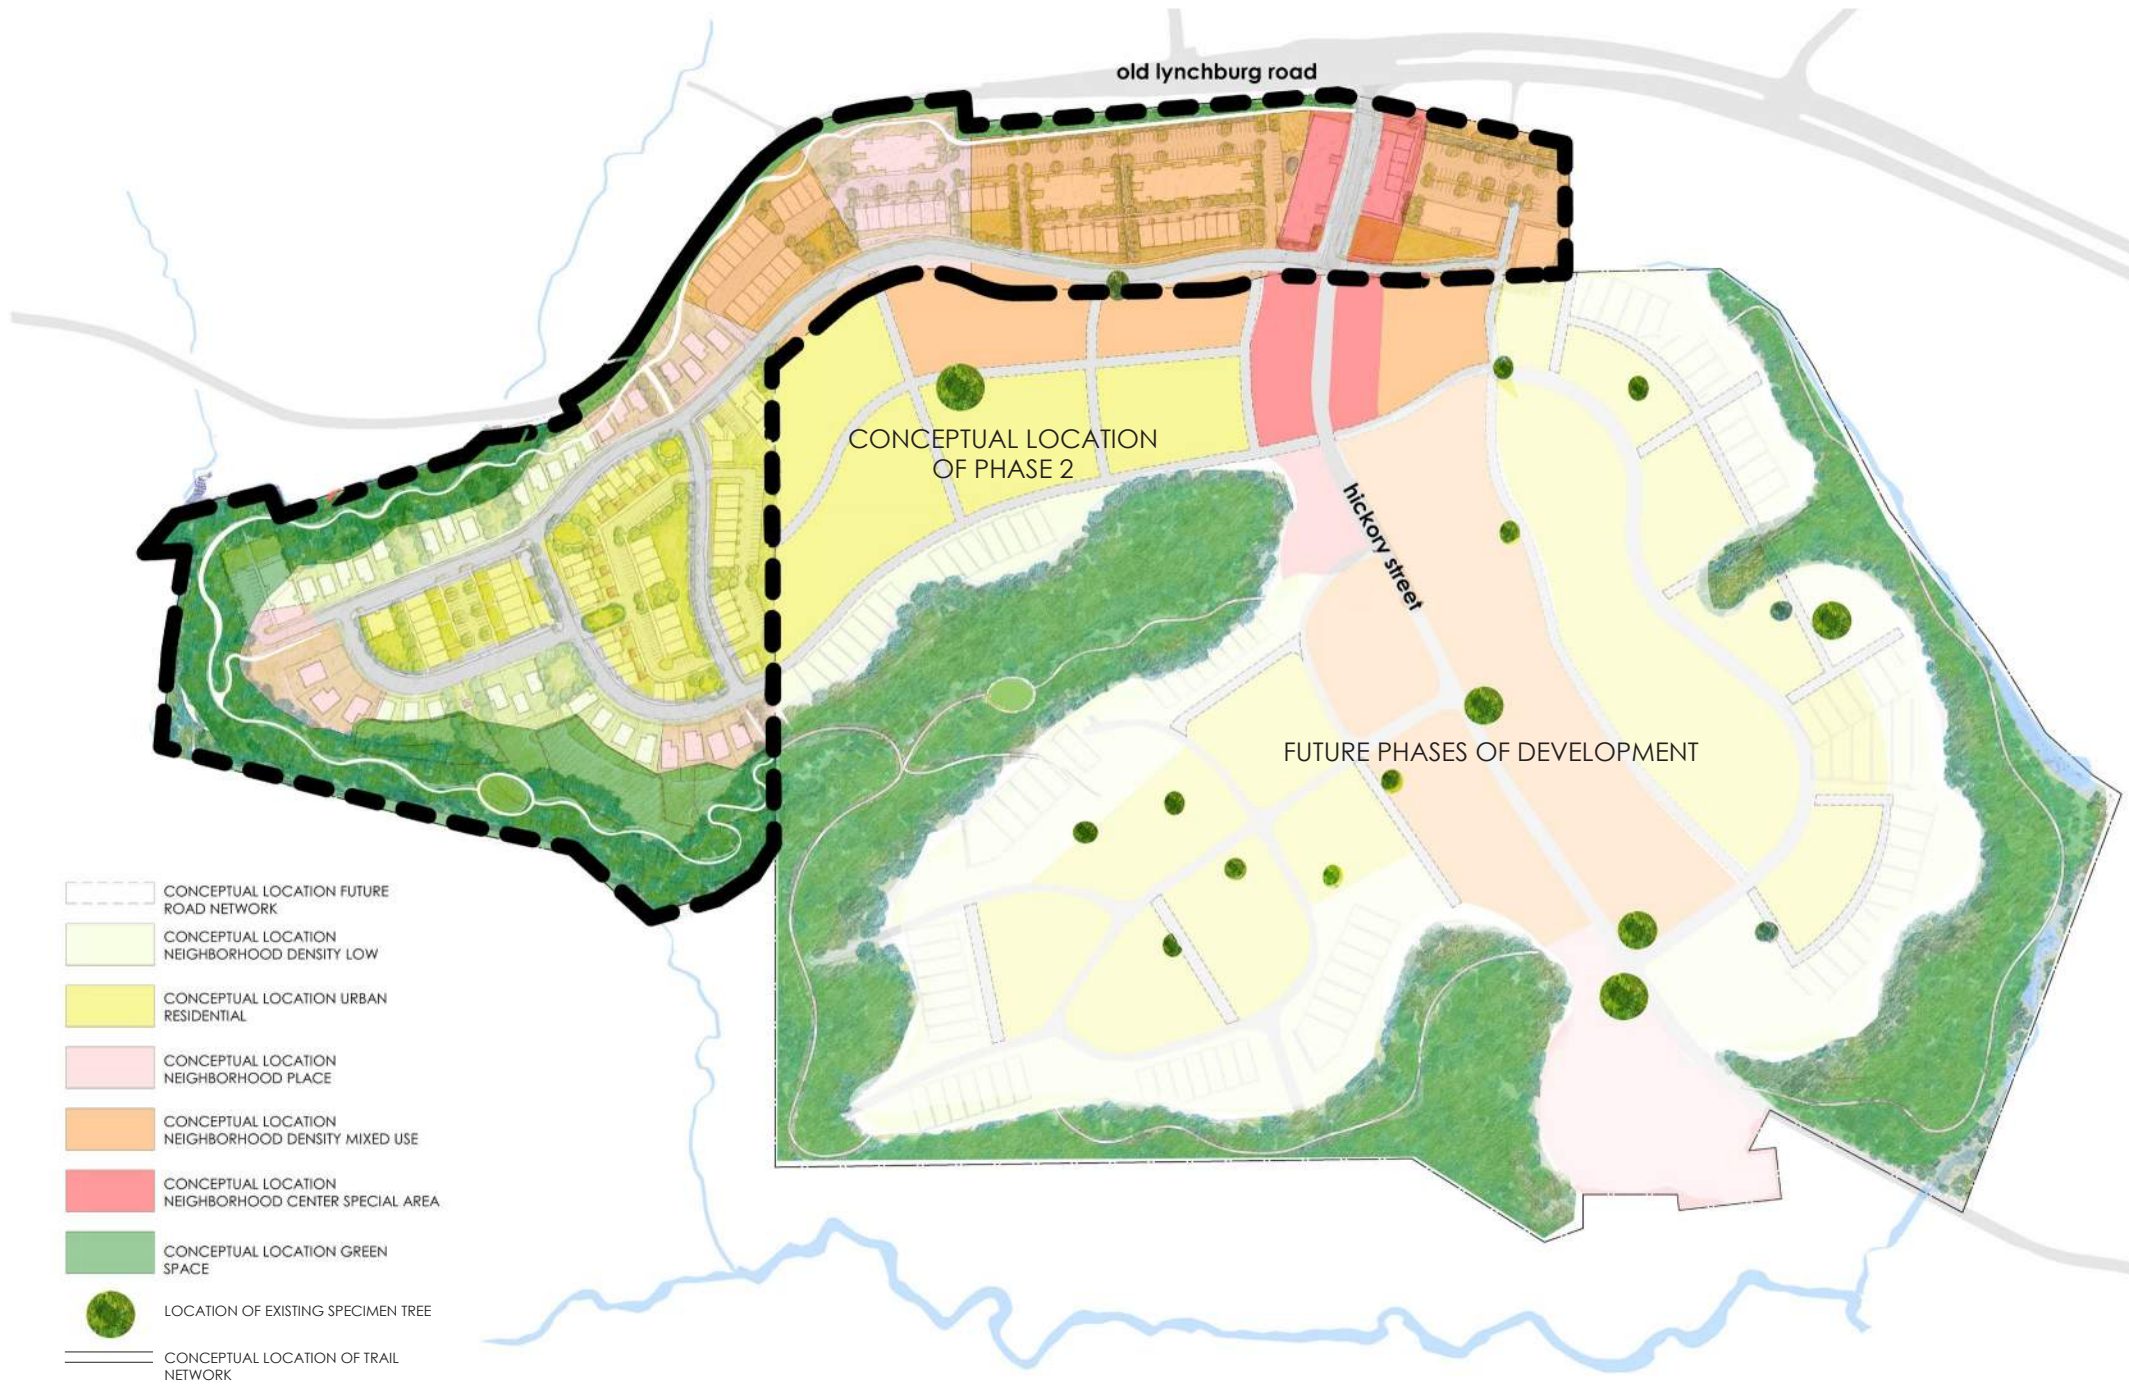 old lynchburg road
CONCEPTUAL LOCATION
OF PHASE 2
hickory street
FUTURE PHASES OF DEVELOPMENT
CONCEPTUAL LOCATION FUTURE
ROAD NETWORK
CONCEPTUAL LOCATION
NEIGHBORHOOD DENSITY LOW
CONCEPTUAL LOCATION URBAN
RESIDENTIAL
CONCEPTUAL LOCATION
NEIGHBORHOOD PLACE
CONCEPTUAL LOCATION
NEIGHBORHOOD DENSITY MIXED USE
CONCEPTUAL LOCATION
NEIGHBORHOOD CENTER SPECIAL AREA
CONCEPTUAL LOCATION GREEN
SPACE
LOCATION OF EXISTING SPECIMEN TREE
CONCEPTUAL LOCATION OF TRAIL
NETWORK